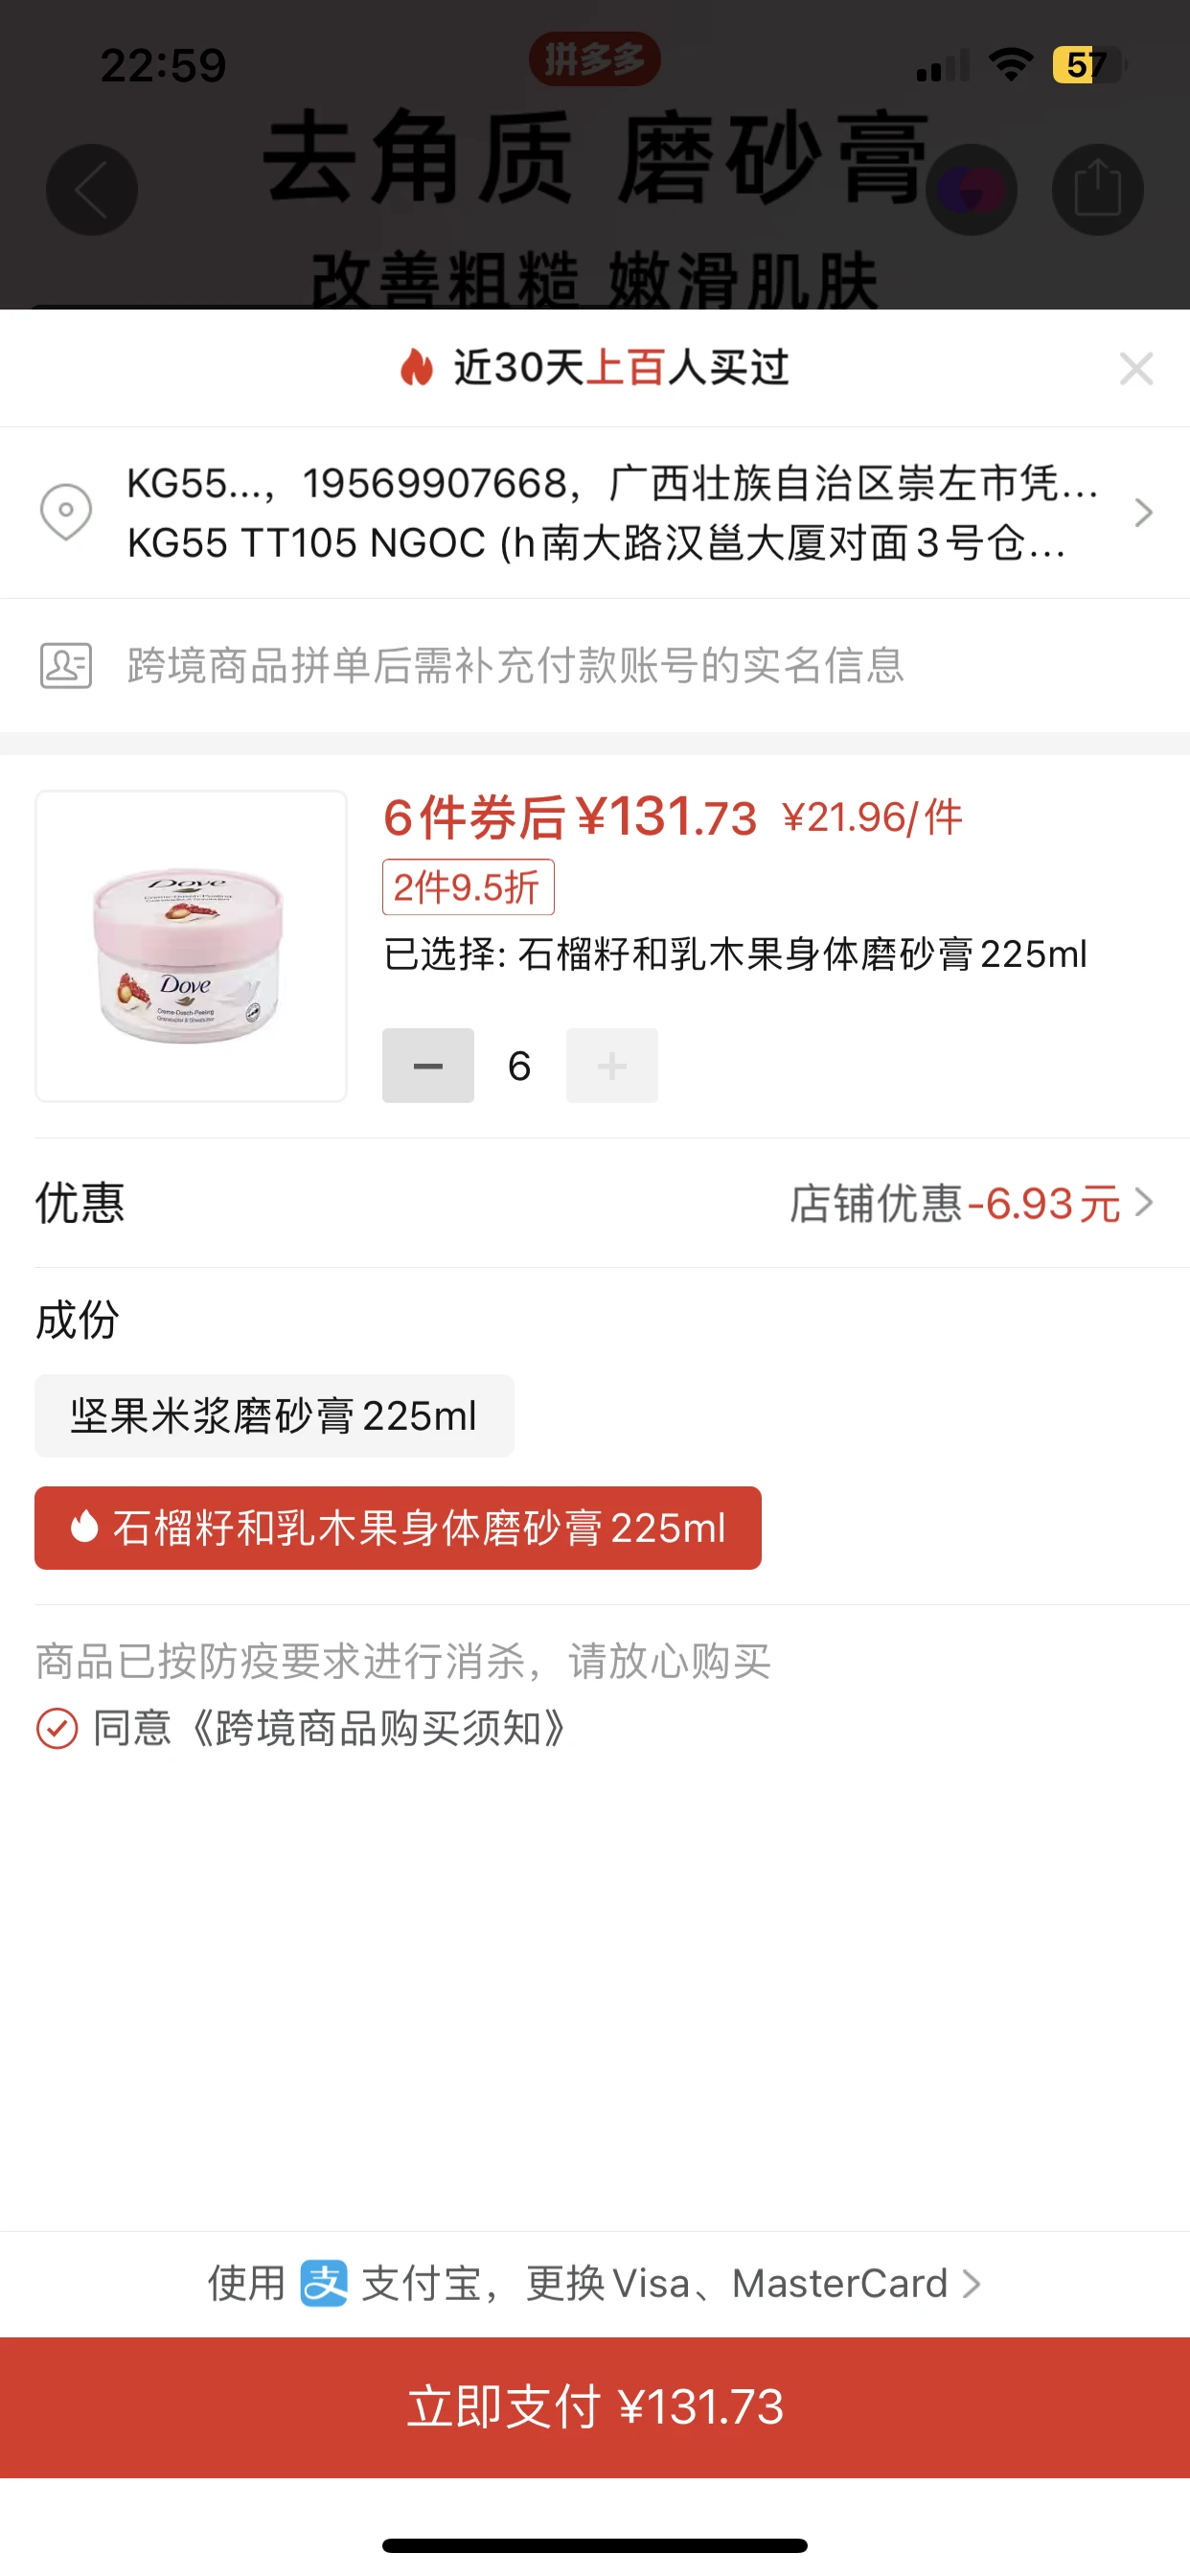 22:59
拼多多
57
去角质 磨砂膏
改善粗糙 嫩滑肌肤
近30天上百人买过
KG55...，19569907668，广西壮族自治区崇左市凭...
KG55 TT105 NGOC (h南大路汉邕大厦对面3号仓...
跨境商品拼单后需补充付款账号的实名信息
6件券后¥131.73 ¥21.96/件
2件9.5折
已选择: 石榴籽和乳木果身体磨砂膏225ml
Dove
Creme-Dusch-Peeling
Dove
Creme-Dusch-Peeling
Granatapfel & Sheabutter
6
优惠
店铺优惠-6.93元
成份
坚果米浆磨砂膏225ml
石榴籽和乳木果身体磨砂膏225ml
商品已按防疫要求进行消杀，请放心购买
同意《跨境商品购买须知》
使用 支 支付宝，更换Visa、MasterCard
立即支付 ¥131.73